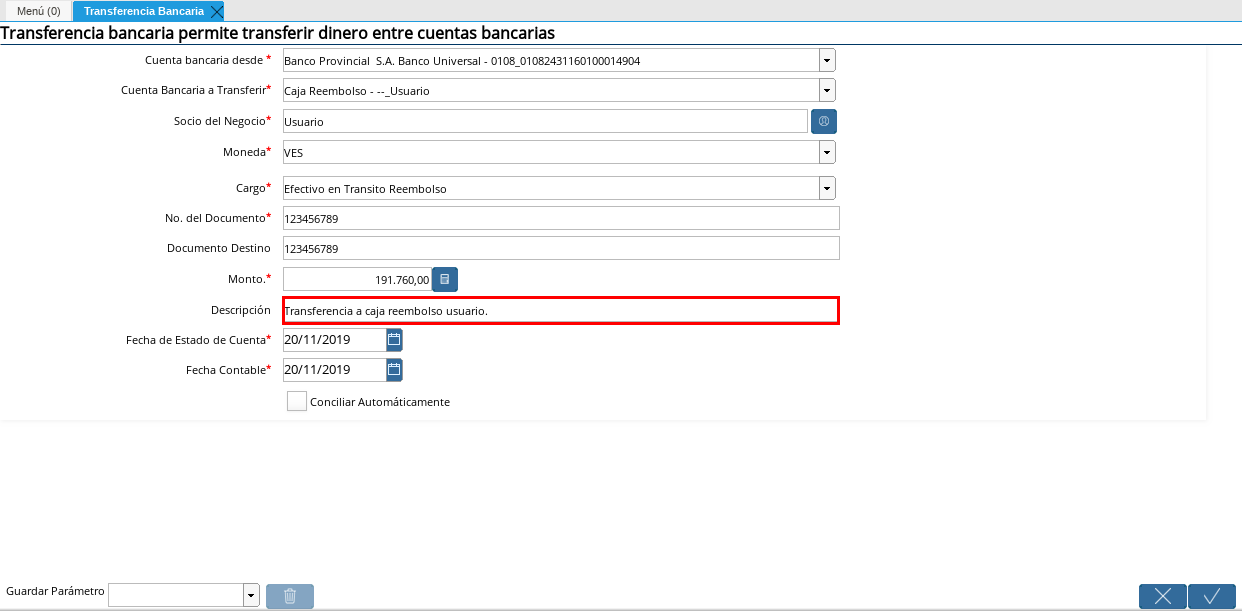 Menú (0) Transferencia Bancaria
Transferencia bancaria permite transferir dinero entre cuentas bancarias
Cuenta bancaria desde * Banco Provincial S.A. Banco Universal - 0108_01082431160100014904
Cuenta Bancaria a Transferir* Caja Reembolso - --_Usuario
Socio del Negocio* Usuario
Moneda* VES
Cargo* Efectivo en Transito Reembolso
No. del Documento* 123456789
Documento Destino 123456789
Monto.* 191.760,00
Descripción Transferencia a caja reembolso usuario.
Fecha de Estado de Cuenta* 20/11/2019
Fecha Contable* 20/11/2019
Conciliar Automáticamente
Guardar Parámetro